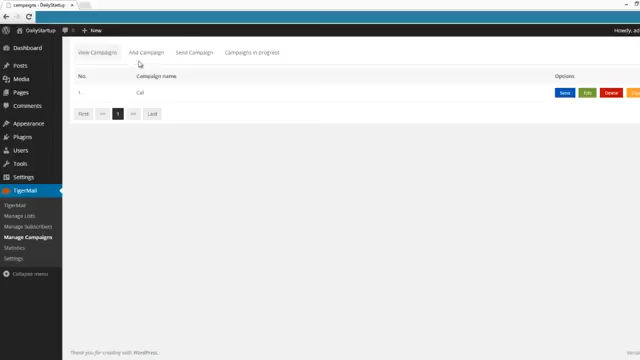 campaigns ‹ DailyStartup
DailyStartup
New
Howdy, ad
Dashboard
Posts
Media
Pages
Comments
Appearance
Plugins
Users
Tools
Settings
TigerMail
TigerMail
Manage Lists
Manage Subscribers
Manage Campaigns
Statistics
Settings
Collapse menu
View Campaigns
Add Campaign
Send Campaign
Campaigns in progress
No.
Campaign name
Options
1
Send
Edit
Delete
First
<<
1
>>
Last
Thank you for creating with WordPress.